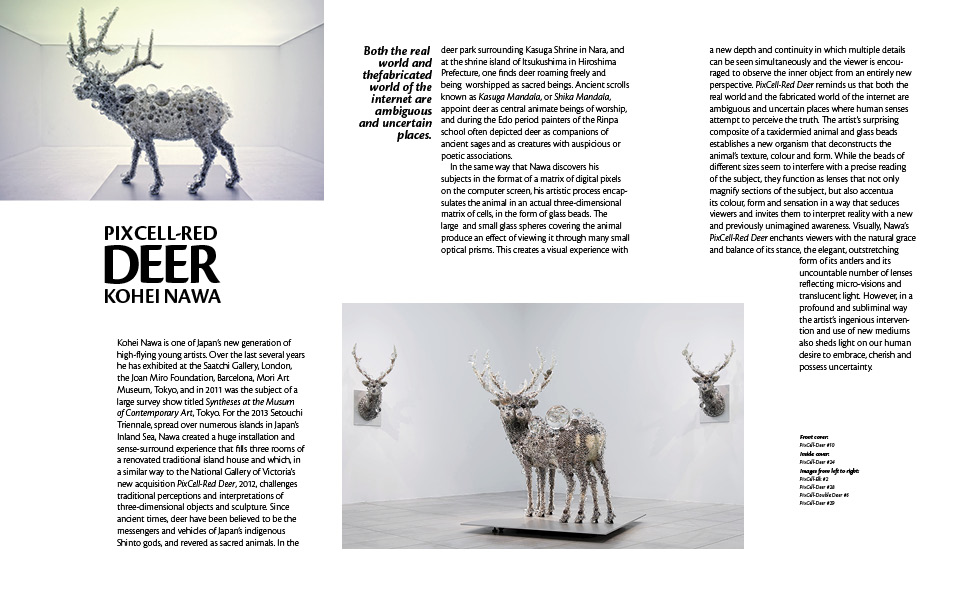 PIXCELL-RED
DEER
KOHEI NAWA
Kohei Nawa is one of Japan's new generation of
high-flying young artists. Over the last several years
he has exhibited at the Saatchi Gallery, London,
the Joan Miro Foundation, Barcelona, Mori Art
Museum, Tokyo, and in 2011 was the subject of a
large survey show titled Syntheses at the Musum
of Contemporary Art, Tokyo. For the 2013 Setouchi
Triennale, spread over numerous islands in Japan's
Inland Sea, Nawa created a huge installation and
sense-surround experience that fills three rooms of
a renovated traditional island house and which, in
a similar way to the National Gallery of Victoria's
new acquisition PixCell-Red Deer, 2012, challenges
traditional perceptions and interpretations of
three-dimensional objects and sculpture. Since
ancient times, deer have been believed to be the
messengers and vehicles of Japan's indigenous
Shinto gods, and revered as sacred animals. In the
Both the real
world and
thefabricated
world of the
internet are
ambiguous
and uncertain
places.
deer park surrounding Kasuga Shrine in Nara, and
at the shrine island of Itsukushima in Hiroshima
Prefecture, one finds deer roaming freely and
being worshipped as sacred beings. Ancient scrolls
known as Kasuga Mandala, or Shika Mandala,
appoint deer as central animate beings of worship,
and during the Edo period painters of the Rinpa
school often depicted deer as companions of
ancient sages and as creatures with auspicious or
poetic associations.
In the same way that Nawa discovers his
subjects in the format of a matrix of digital pixels
on the computer screen, his artistic process encap-
sulates the animal in an actual three-dimensional
matrix of cells, in the form of glass beads. The
large and small glass spheres covering the animal
produce an effect of viewing it through many small
optical prisms. This creates a visual experience with
a new depth and continuity in which multiple details
can be seen simultaneously and the viewer is encou-
raged to observe the inner object from an entirely new
perspective. PixCell-Red Deer reminds us that both the
real world and the fabricated world of the internet are
ambiguous and uncertain places where human senses
attempt to perceive the truth. The artist's surprising
composite of a taxidermied animal and glass beads
establishes a new organism that deconstructs the
animal's texture, colour and form. While the beads of
different sizes seem to interfere with a precise reading
of the subject, they function as lenses that not only
magnify sections of the subject, but also accentua
its colour, form and sensation in a way that seduces
viewers and invites them to interpret reality with a new
and previously unimagined awareness. Visually, Nawa's
PixCell-Red Deer enchants viewers with the natural grace
and balance of its stance, the elegant, outstretching
form of its antlers and its
uncountable number of lenses
reflecting micro-visions and
translucent light. However, in a
profound and subliminal way
the artist's ingenious interven-
tion and use of new mediums
also sheds light on our human
desire to embrace, cherish and
possess uncertainty.
Front cover:
PixCell-Deer #10
Inside cover:
PixCell-Deer #24
Images from left to right:
PixCell-Elk #2
PixCell-Deer #28
PixCell-Double Deer #6
PixCell-Deer #29